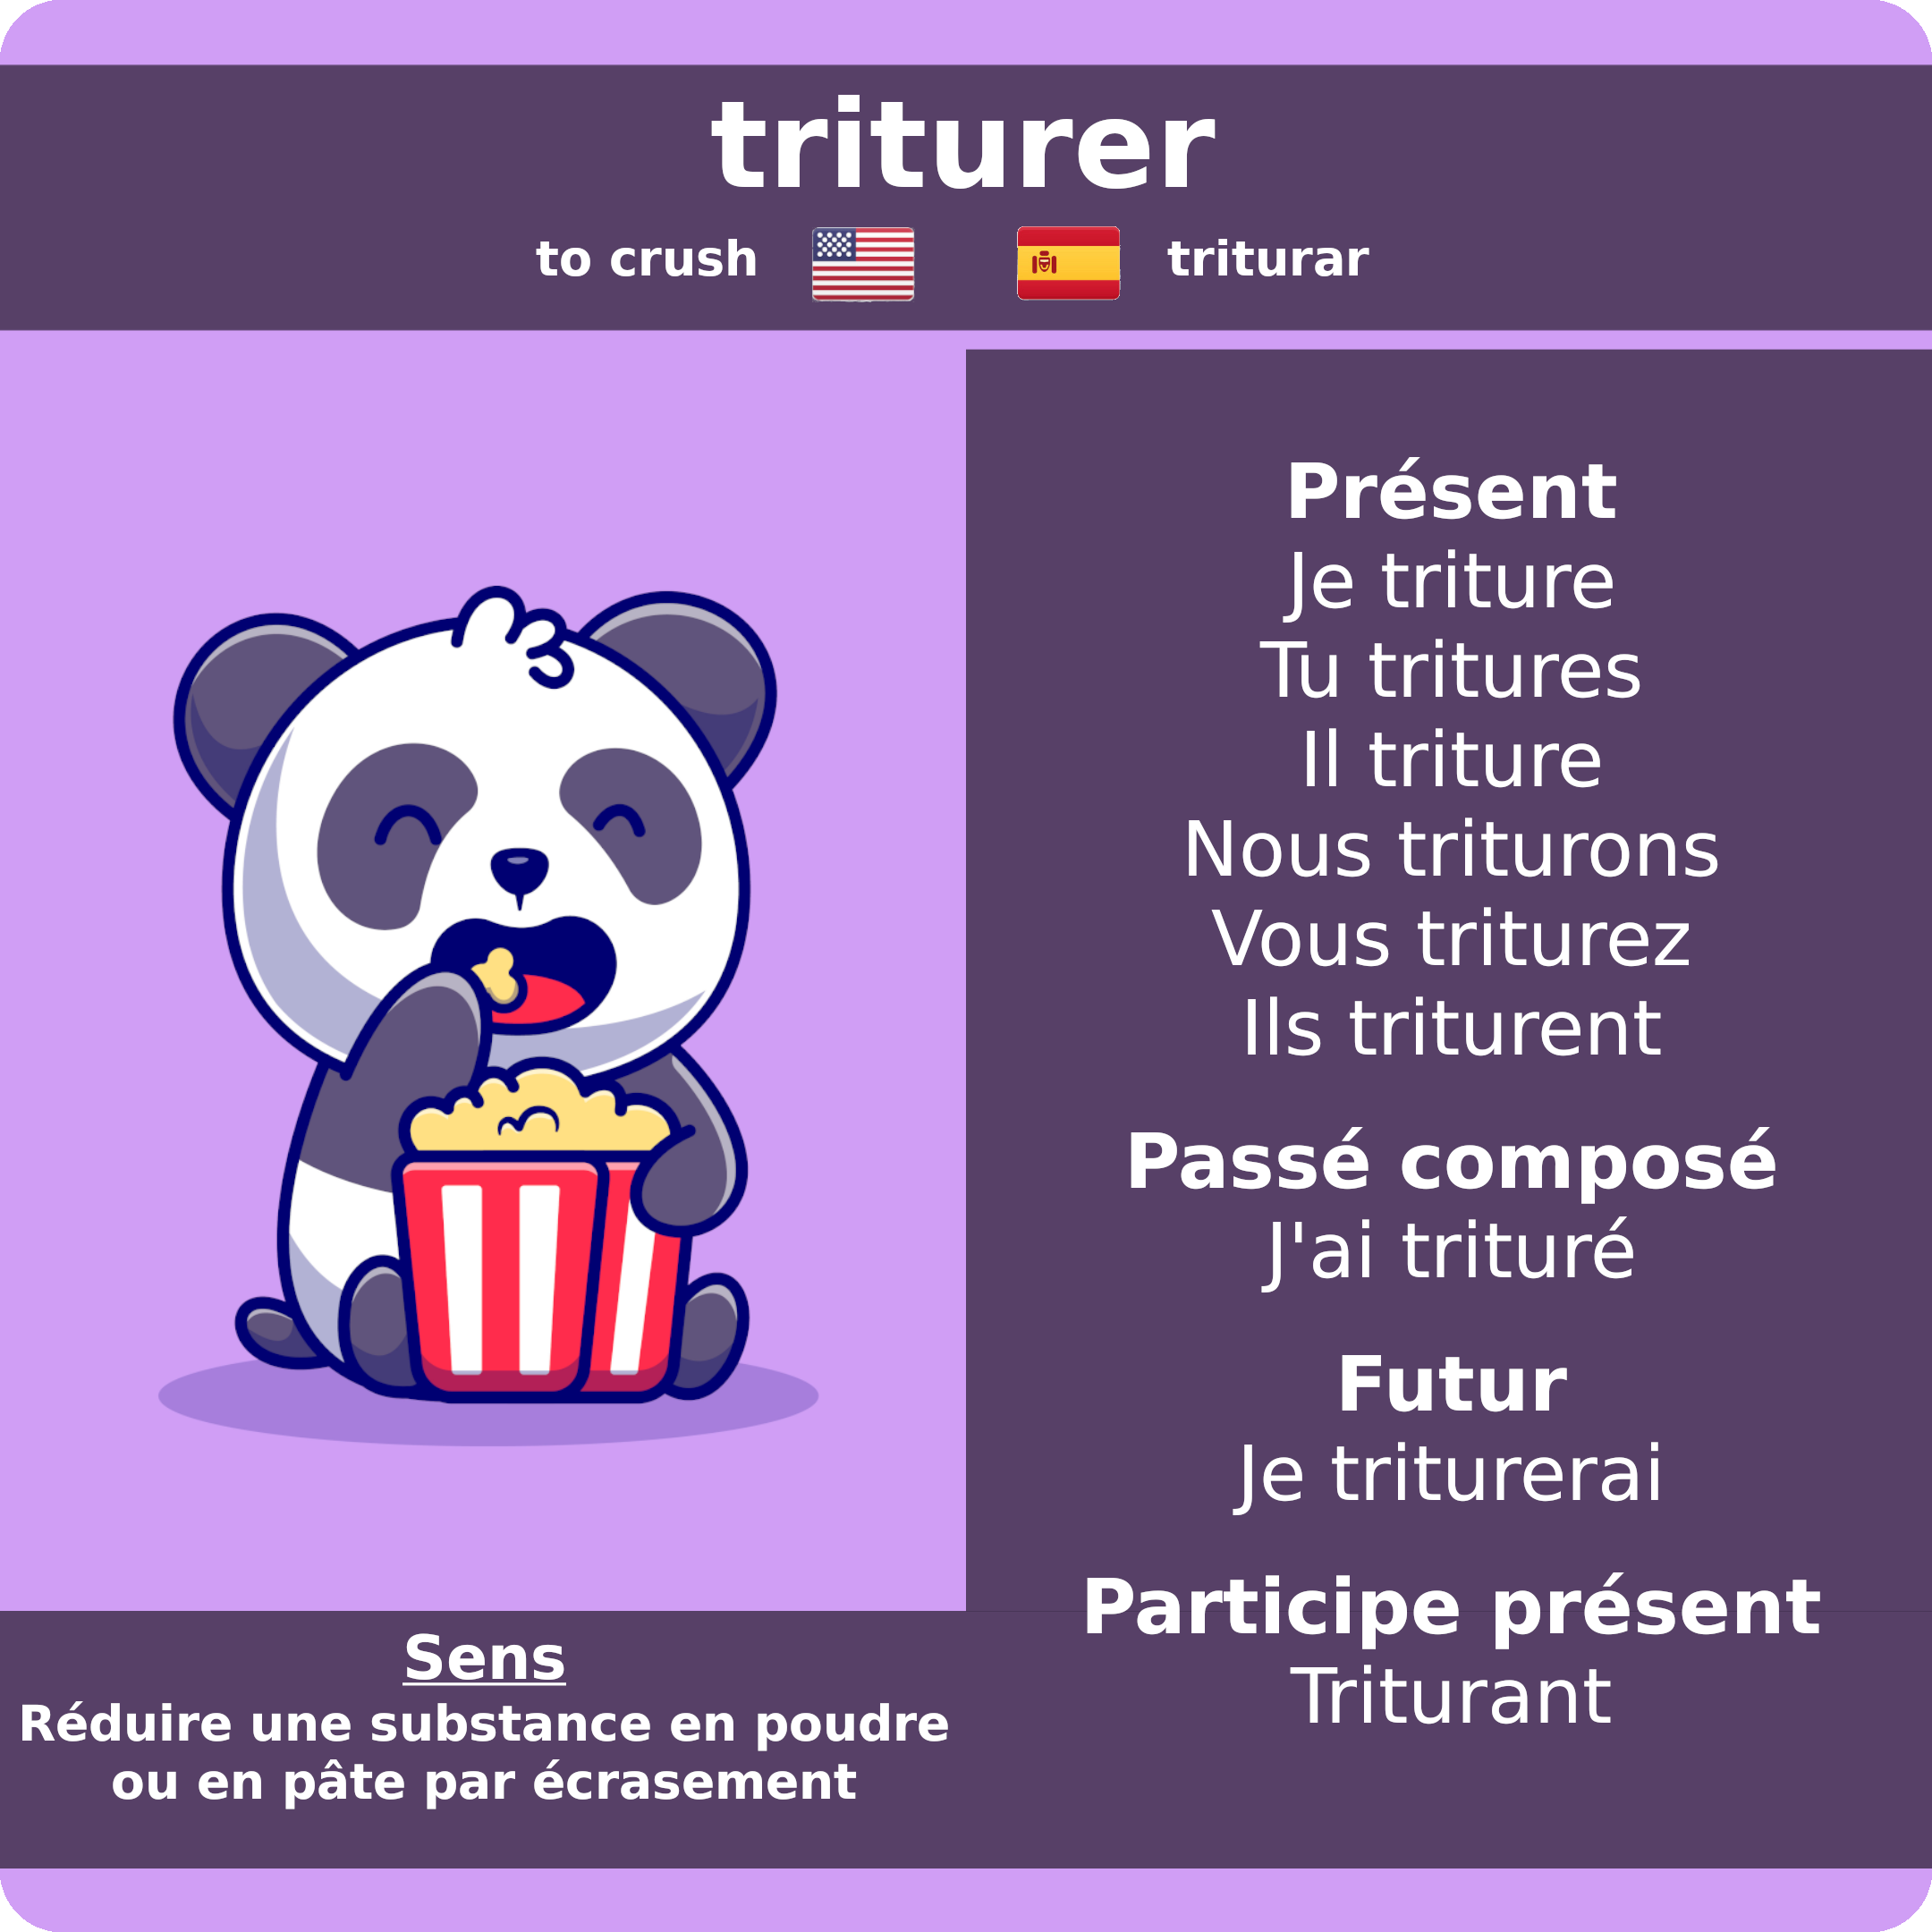 triturer
to crush
triturar
Présent
Je triture
Tu tritures
Il triture
Nous triturons
Vous triturez
Ils triturent
Passé composé
J'ai trituré
Futur
Je triturerai
Participe présent
Triturant
Sens
Réduire une substance en poudre
ou en pâte par écrasement